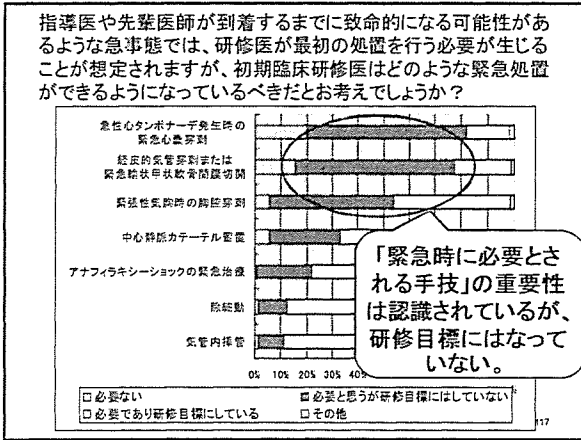 指導医や先輩医師が到着するまでに致命的になる可能性があ
るような急事態では、研修医が最初の処置を行う必要が生じる
ことが想定されますが、初期臨床研修医はどのような緊急処置
ができるようになっているべきだとお考えでしょうか？
急性心タンポナーデ発生時の
緊急心嚢穿刺
経皮的気管穿刺または
緊急輪状甲状軟骨間膜切開
緊張性気胸時の胸腔穿刺
中心静脈カテーテル留置
アナフィラキシーショックの緊急治療
除細動
気管内挿管
「緊急時に必要とさ
れる手技」の重要性
は認識されているが、
研修目標にはなって
いない。
0% 10% 20% 30% 40%
□必要ない
必要と思うが研修目標にはしていない
□必要であり研修目標にしている
□その他
117